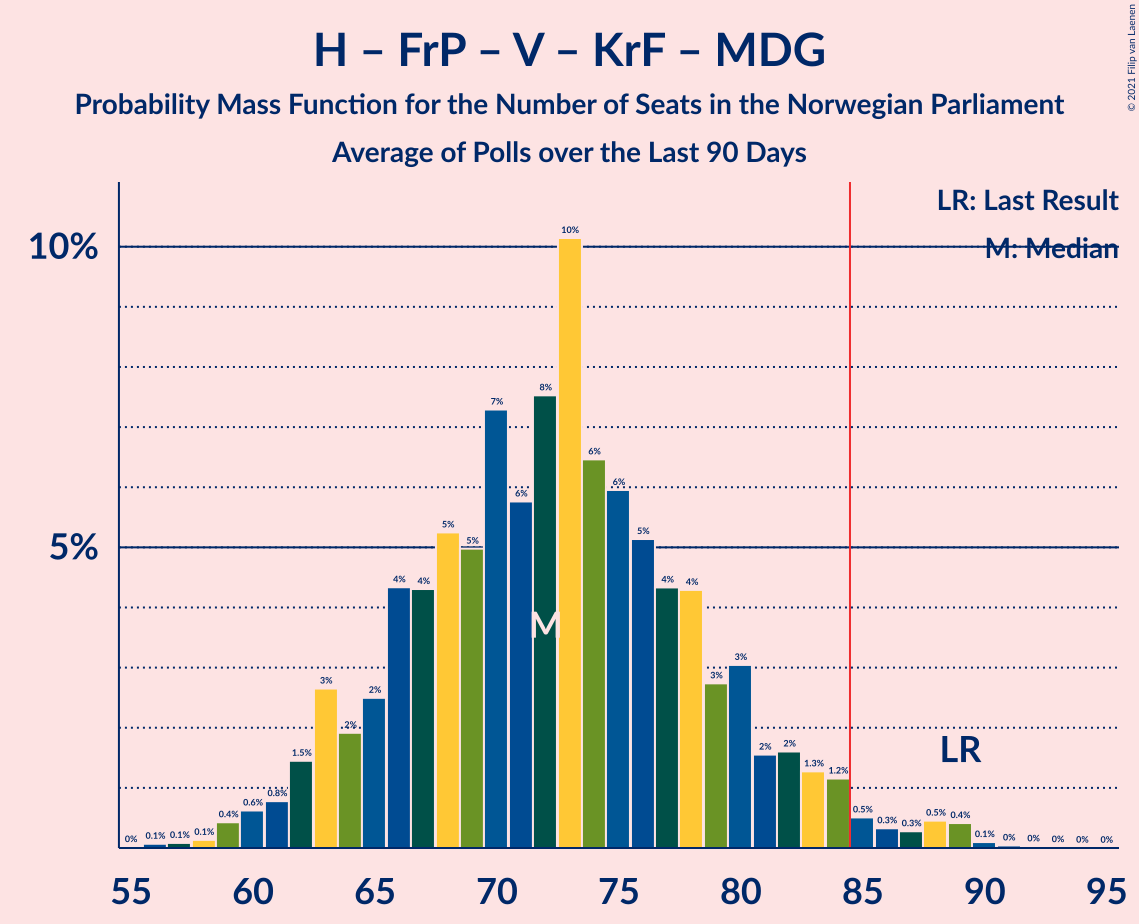 H – FrP – V – KrF – MDG
Probability Mass Function for the Number of Seats in the Norwegian Parliament
Average of Polls over the Last 90 Days
© 2021 Filip van Laenen
LR: Last Result
M: Median
10%
5%
0% 0.1% 0.1% 0.1% 0.4% 0.6% 0.8% 1.5% 3% 2% 2% 4% 4% 5% 5% 7% 6% 8% 10% 6% 6% 5% 4% 4% 3% 3% 2% 2% 1.3% 1.2% 0.5% 0.3% 0.3% 0.5% 0.4% 0.1% 0% 0% 0% 0% 0%
M
LR
55 60 65 70 75 80 85 90 95